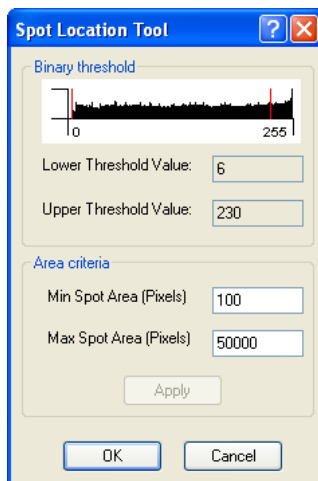 Spot Location Tool
Binary threshold
0 255
Lower Threshold Value: 6
Upper Threshold Value: 230
Area criteria
Min Spot Area (Pixels) 100
Max Spot Area (Pixels) 50000
Apply
OK Cancel